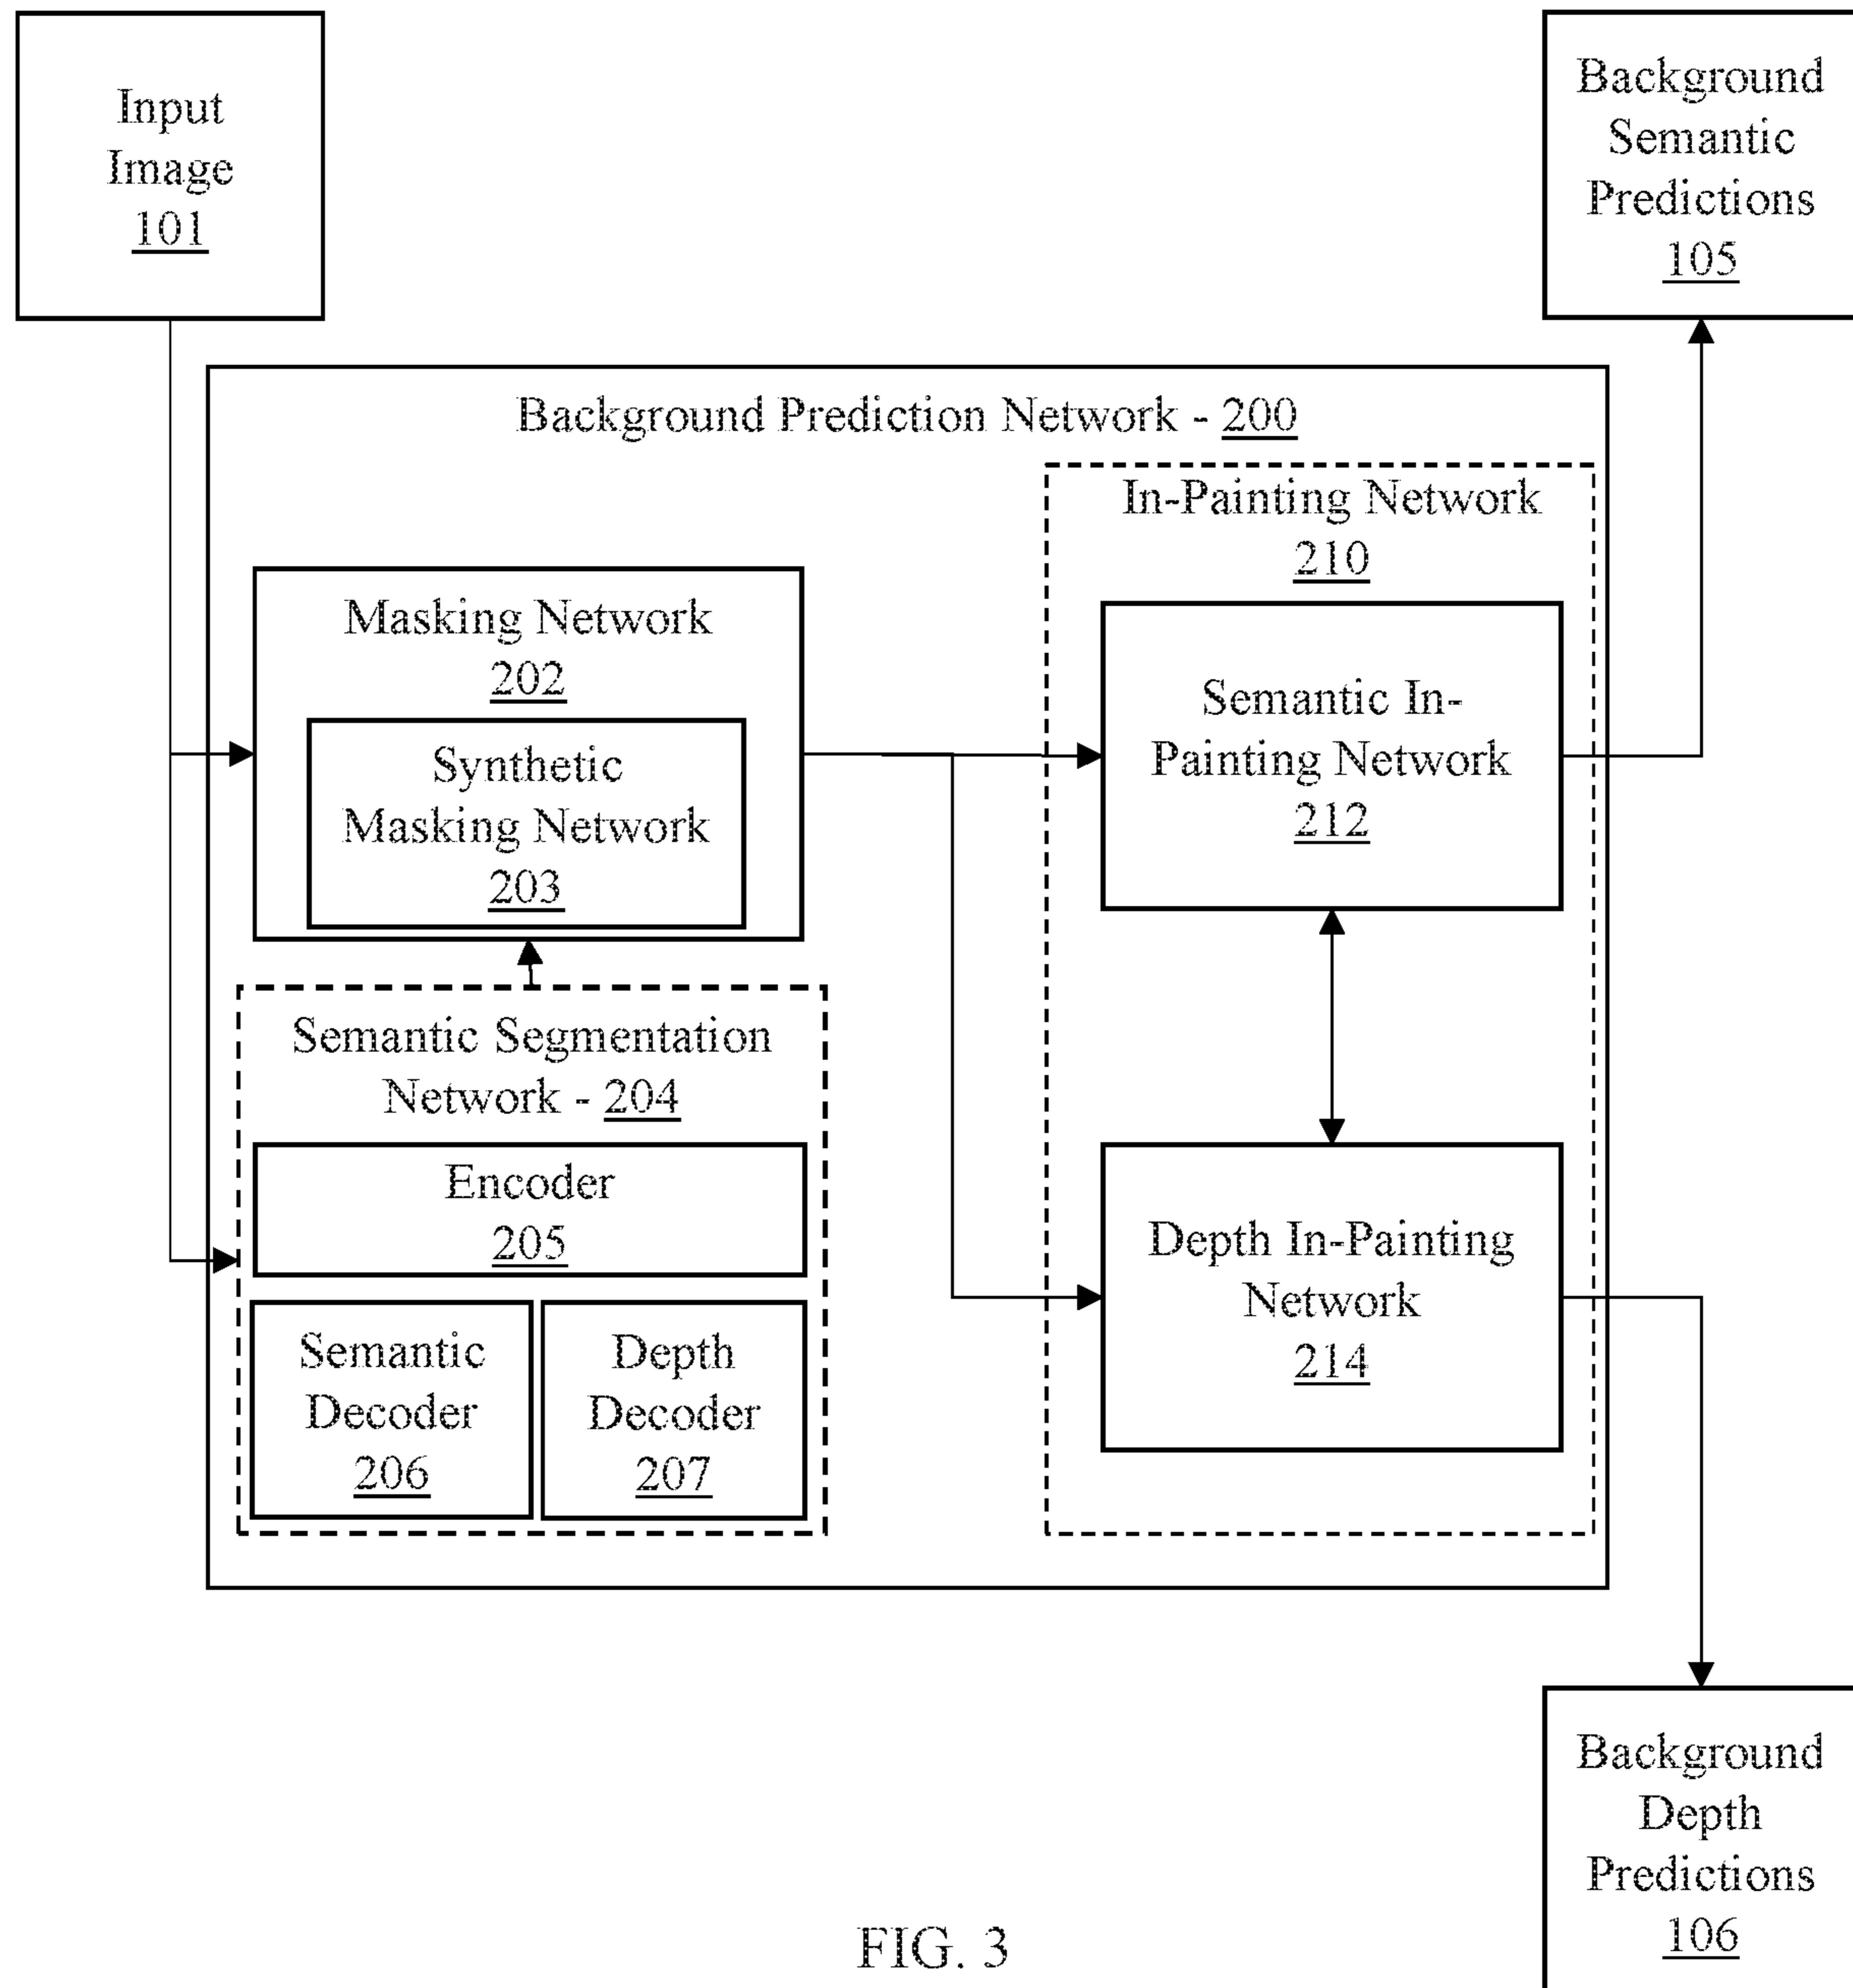 Input
Image
101
Background
Semantic
Predictions
105
Background Prediction Network - 200
In-Painting Network
210
Masking Network
202
Synthetic
Masking Network
203
Semantic In-
Painting Network
212
Semantic Segmentation
Network - 204
Encoder
205
Semantic
Decoder
206
Depth
Decoder
207
Depth In-Painting
Network
214
Background
Depth
Predictions
106
FIG. 3